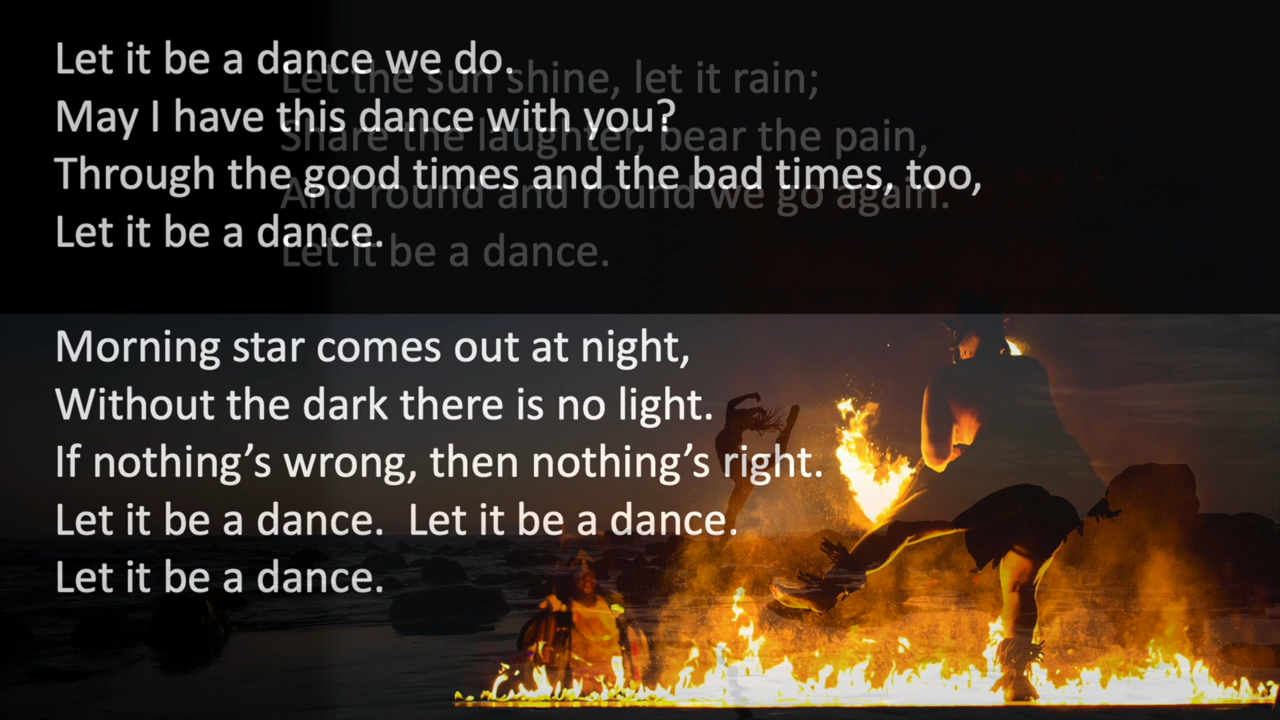 Let it be a dance we do.
May I have this dance with you?
Through the good times and the bad times, too,
Let it be a dance.
Let the sun shine, let it rain;
Share the laughter, bear the pain,
And round and round we go again.
Let it be a dance.
Morning star comes out at night,
Without the dark there is no light.
If nothing’s wrong, then nothing’s right.
Let it be a dance.  Let it be a dance.
Let it be a dance.